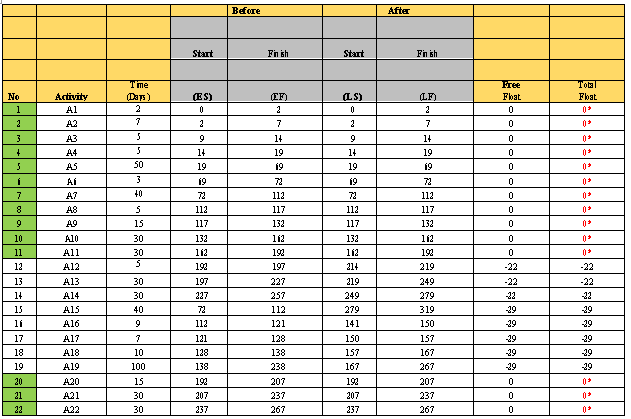 Before After
Start Finish Start Finish
Time Free Total
No Activity (Days) (ES) (EF) (LS) (LF) Float Float
1 A1 2 0 2 0 2 0 0*
2 A2 7 2 7 2 7 0 0*
3 A3 5 9 14 9 14 0 0*
4 A4 5 14 19 14 19 0 0*
5 A5 50 19 69 19 69 0 0*
6 A6 3 69 72 69 72 0 0*
7 A7 40 72 112 72 112 0 0*
8 A8 5 112 117 112 117 0 0*
9 A9 15 117 132 117 132 0 0*
10 A10 30 132 162 132 162 0 0*
11 A11 30 162 192 162 192 0 0*
12 A12 5 192 197 214 219 -22 -22
13 A13 30 197 227 219 249 -22 -22
14 A14 30 227 257 249 279 -22 -22
15 A15 40 72 112 279 319 -29 -29
16 A16 9 112 121 141 150 -29 -29
17 A17 7 121 128 150 157 -29 -29
18 A18 10 128 138 157 167 -29 -29
19 A19 100 138 238 167 267 -29 -29
20 A20 15 192 207 192 207 0 0*
21 A21 30 207 237 207 237 0 0*
22 A22 30 237 267 237 267 0 0*